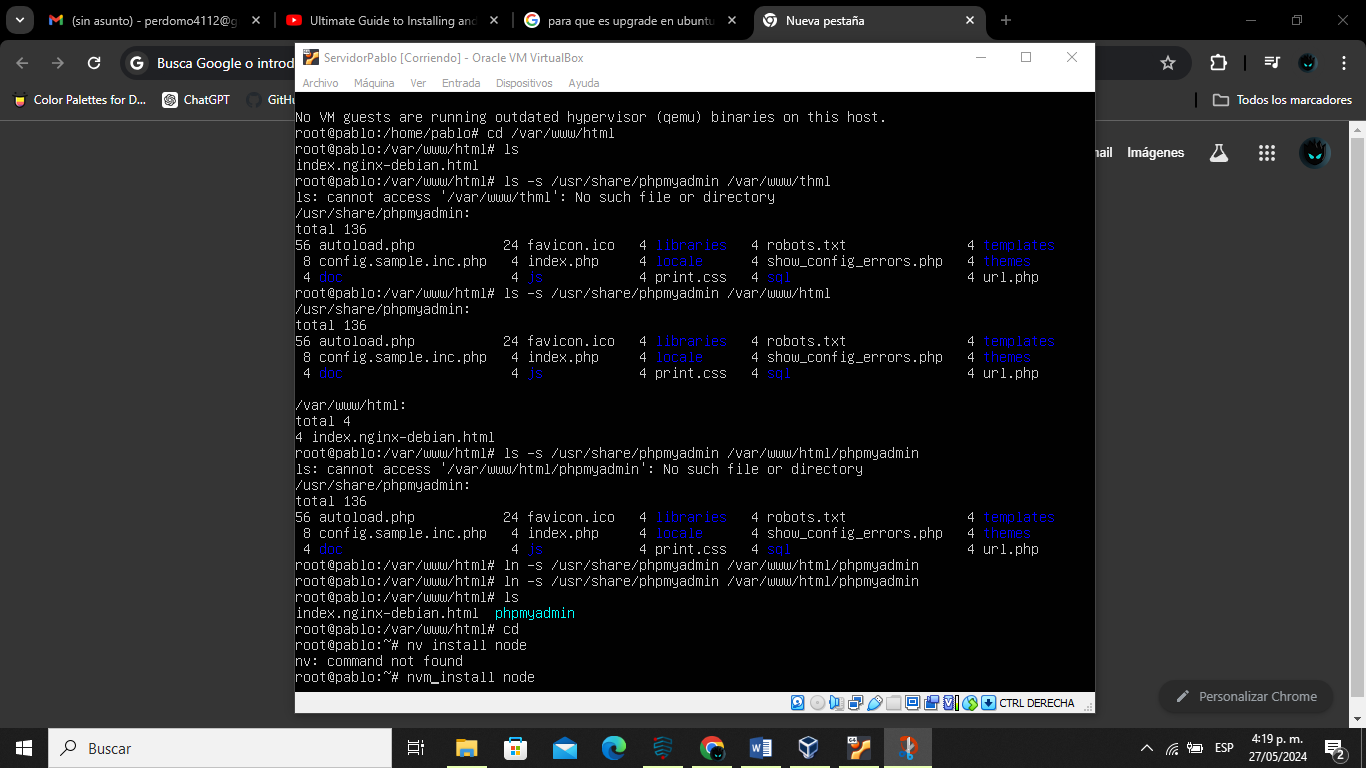 (sin asunto) - perdomo4112@g
Ultimate Guide to Installing and
para que es upgrade en ubuntu
Nueva pestaña
Busca Google o introd
Color Palettes for D...
ChatGPT
GitHu
Todos los marcadores
mail
Imágenes
ServidorPablo [Corriendo] - Oracle VM VirtualBox
Archivo Máquina Ver Entrada Dispositivos Ayuda
No VM guests are running outdated hypervisor (qemu) binaries on this host.
root@pablo:/home/pablo# cd /var/www/html
root@pablo:/var/www/html# ls
index.nginx-debian.html
root@pablo:/var/www/html# ls -s /usr/share/phpmyadmin /var/www/thml
ls: cannot access '/var/www/thml': No such file or directory
/usr/share/phpmyadmin:
total 136
56 autoload.php 24 favicon.ico 4 libraries 4 robots.txt 4 templates
8 config.sample.inc.php 4 index.php 4 locale 4 show_config_errors.php 4 themes
4 doc 4 js 4 print.css 4 sql 4 url.php
root@pablo:/var/www/html# ls -s /usr/share/phpmyadmin /var/www/html
/usr/share/phpmyadmin:
total 136
56 autoload.php 24 favicon.ico 4 libraries 4 robots.txt 4 templates
8 config.sample.inc.php 4 index.php 4 locale 4 show_config_errors.php 4 themes
4 doc 4 js 4 print.css 4 sql 4 url.php
/var/www/html:
total 4
4 index.nginx-debian.html
root@pablo:/var/www/html# ls -s /usr/share/phpmyadmin /var/www/html/phpmyadmin
ls: cannot access '/var/www/html/phpmyadmin': No such file or directory
/usr/share/phpmyadmin:
total 136
56 autoload.php 24 favicon.ico 4 libraries 4 robots.txt 4 templates
8 config.sample.inc.php 4 index.php 4 locale 4 show_config_errors.php 4 themes
4 doc 4 js 4 print.css 4 sql 4 url.php
root@pablo:/var/www/html# ln -s /usr/share/phpmyadmin /var/www/html/phpmyadmin
root@pablo:/var/www/html# ln -s /usr/share/phpmyadmin /var/www/html/phpmyadmin
root@pablo:/var/www/html# ls
index.nginx-debian.html phpmyadmin
root@pablo:/var/www/html# cd
root@pablo:~# nv install node
nv: command not found
root@pablo:~# nvm_install node
CTRL DERECHA
Personalizar Chrome
Buscar
ESP
4:19 p. m.
27/05/2024
2